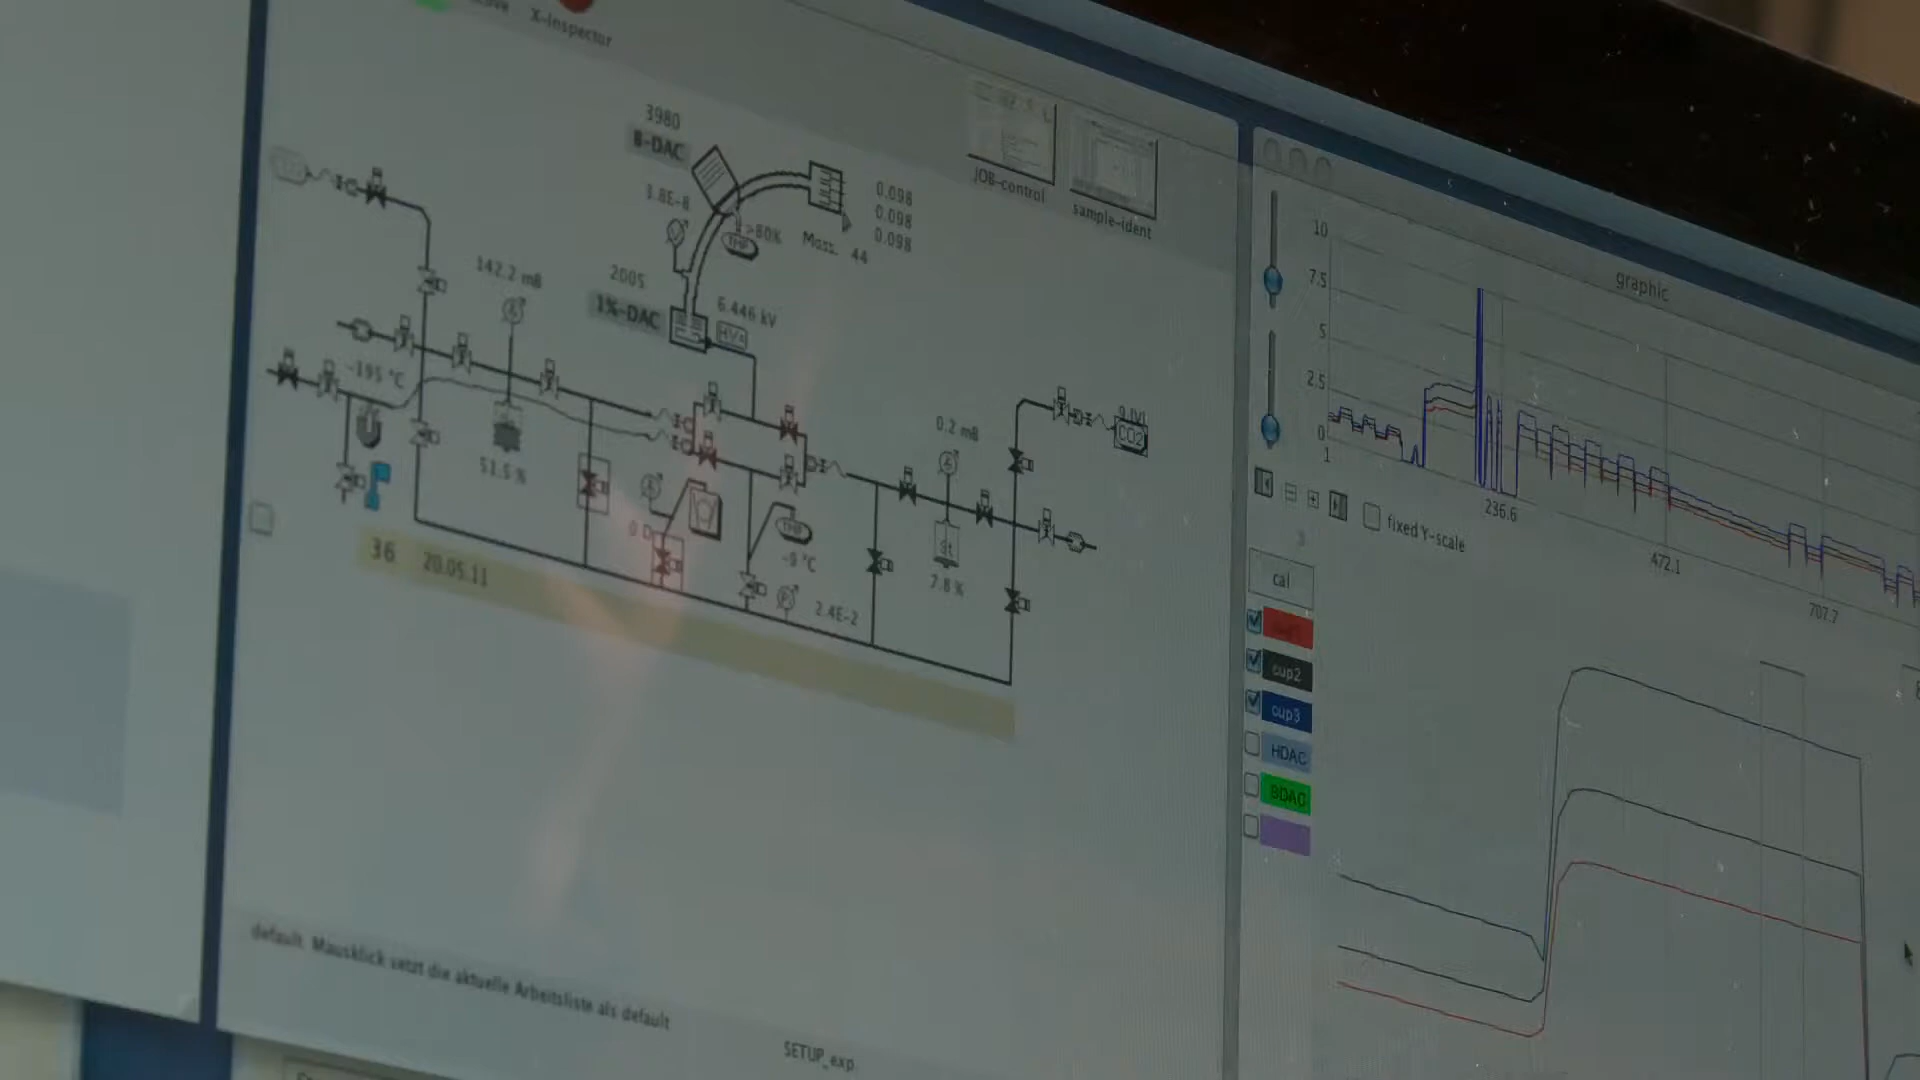 X-Inspector
3980
B-DAC
3.8E-8
>80%
TMP
Mass. 44
0.098
0.098
0.098
JOB-control
sample-ident
142.2 mB
2005
1%-DAC
6.446 kV
-195 °C
51.5 %
0.2 mB
CO2
-9 °C
7.8 %
2.4E-2
36 20.05.11
default. Mausklick setzt die aktuelle Arbeitsliste als default
SETUP_exp
graphic
10
7.5
5
2.5
0
1
236.6
472.1
707.7
fixed Y-scale
cal
cup2
cup3
HDAC
BDAC